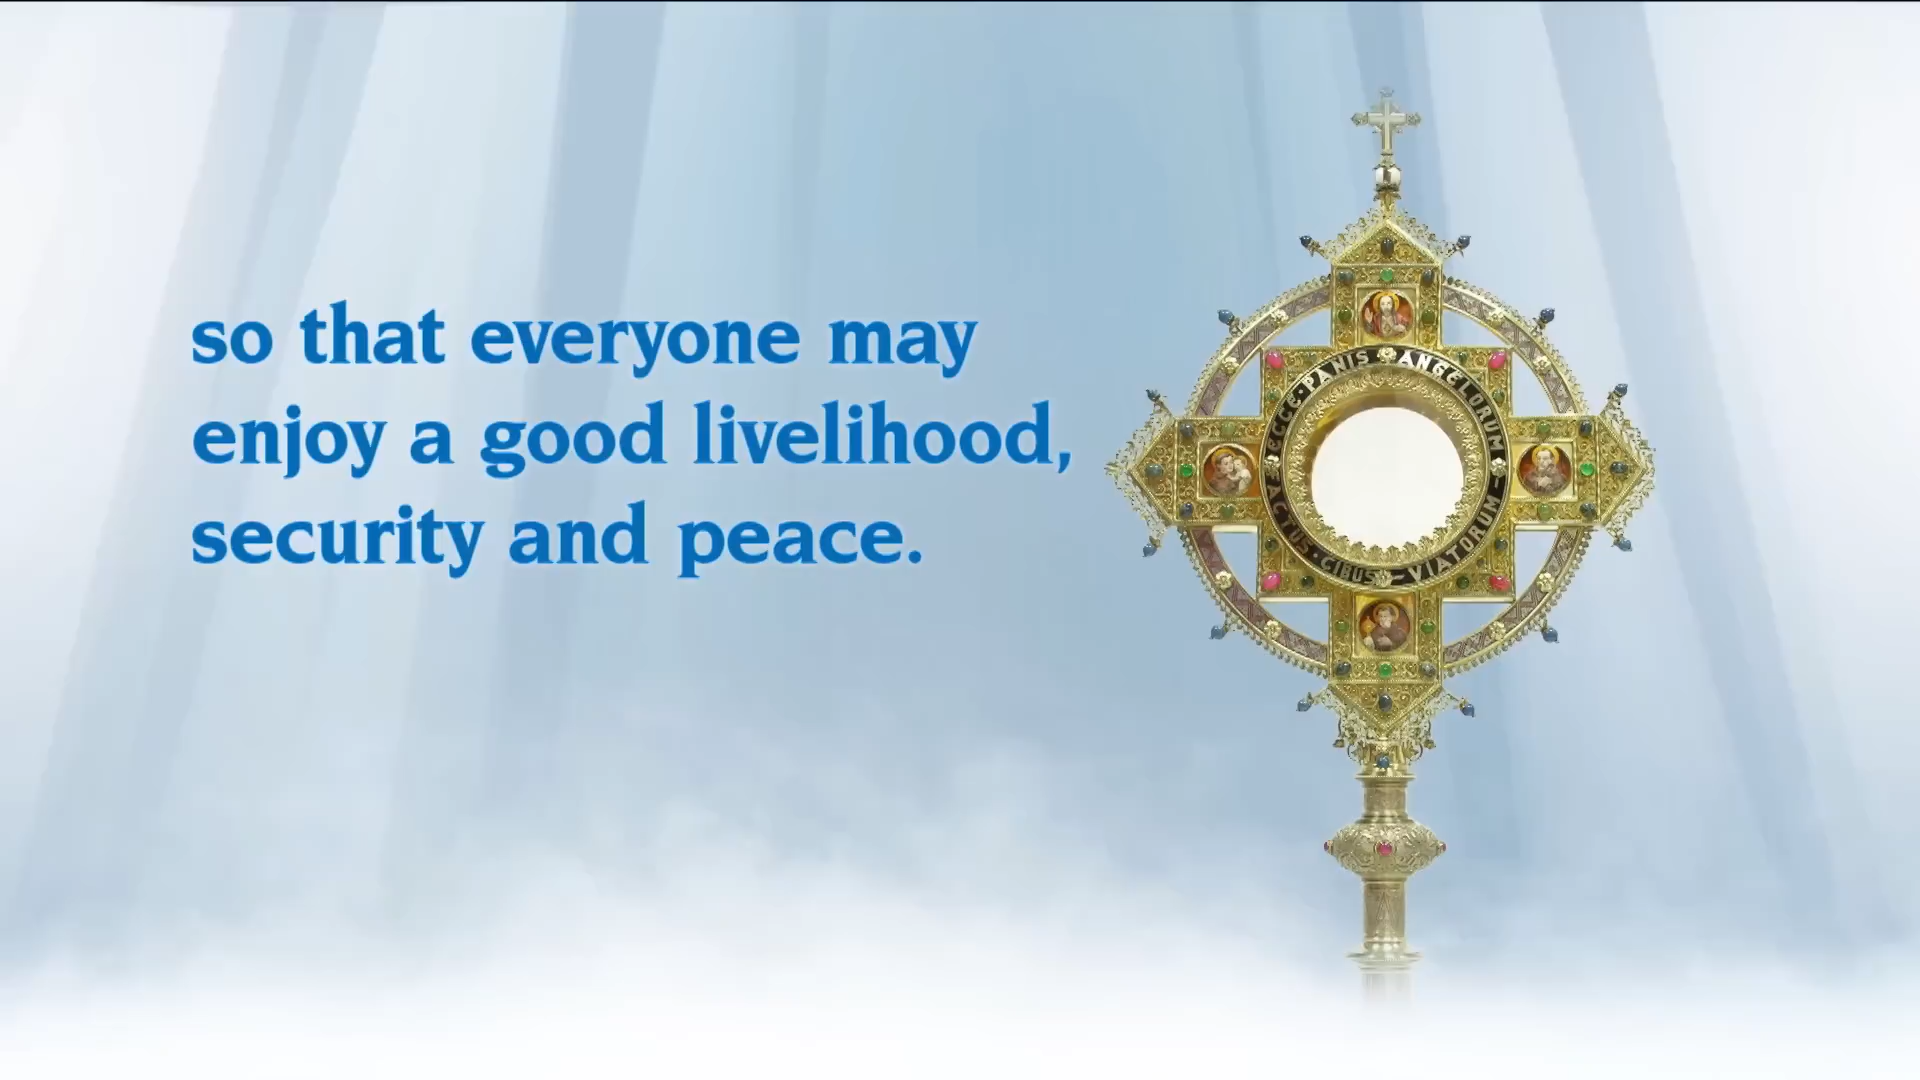 so that everyone may
enjoy a good livelihood,
security and peace.
ECCE · PANIS ANGELORUM
FACTUS · CIBUS VIATORUM